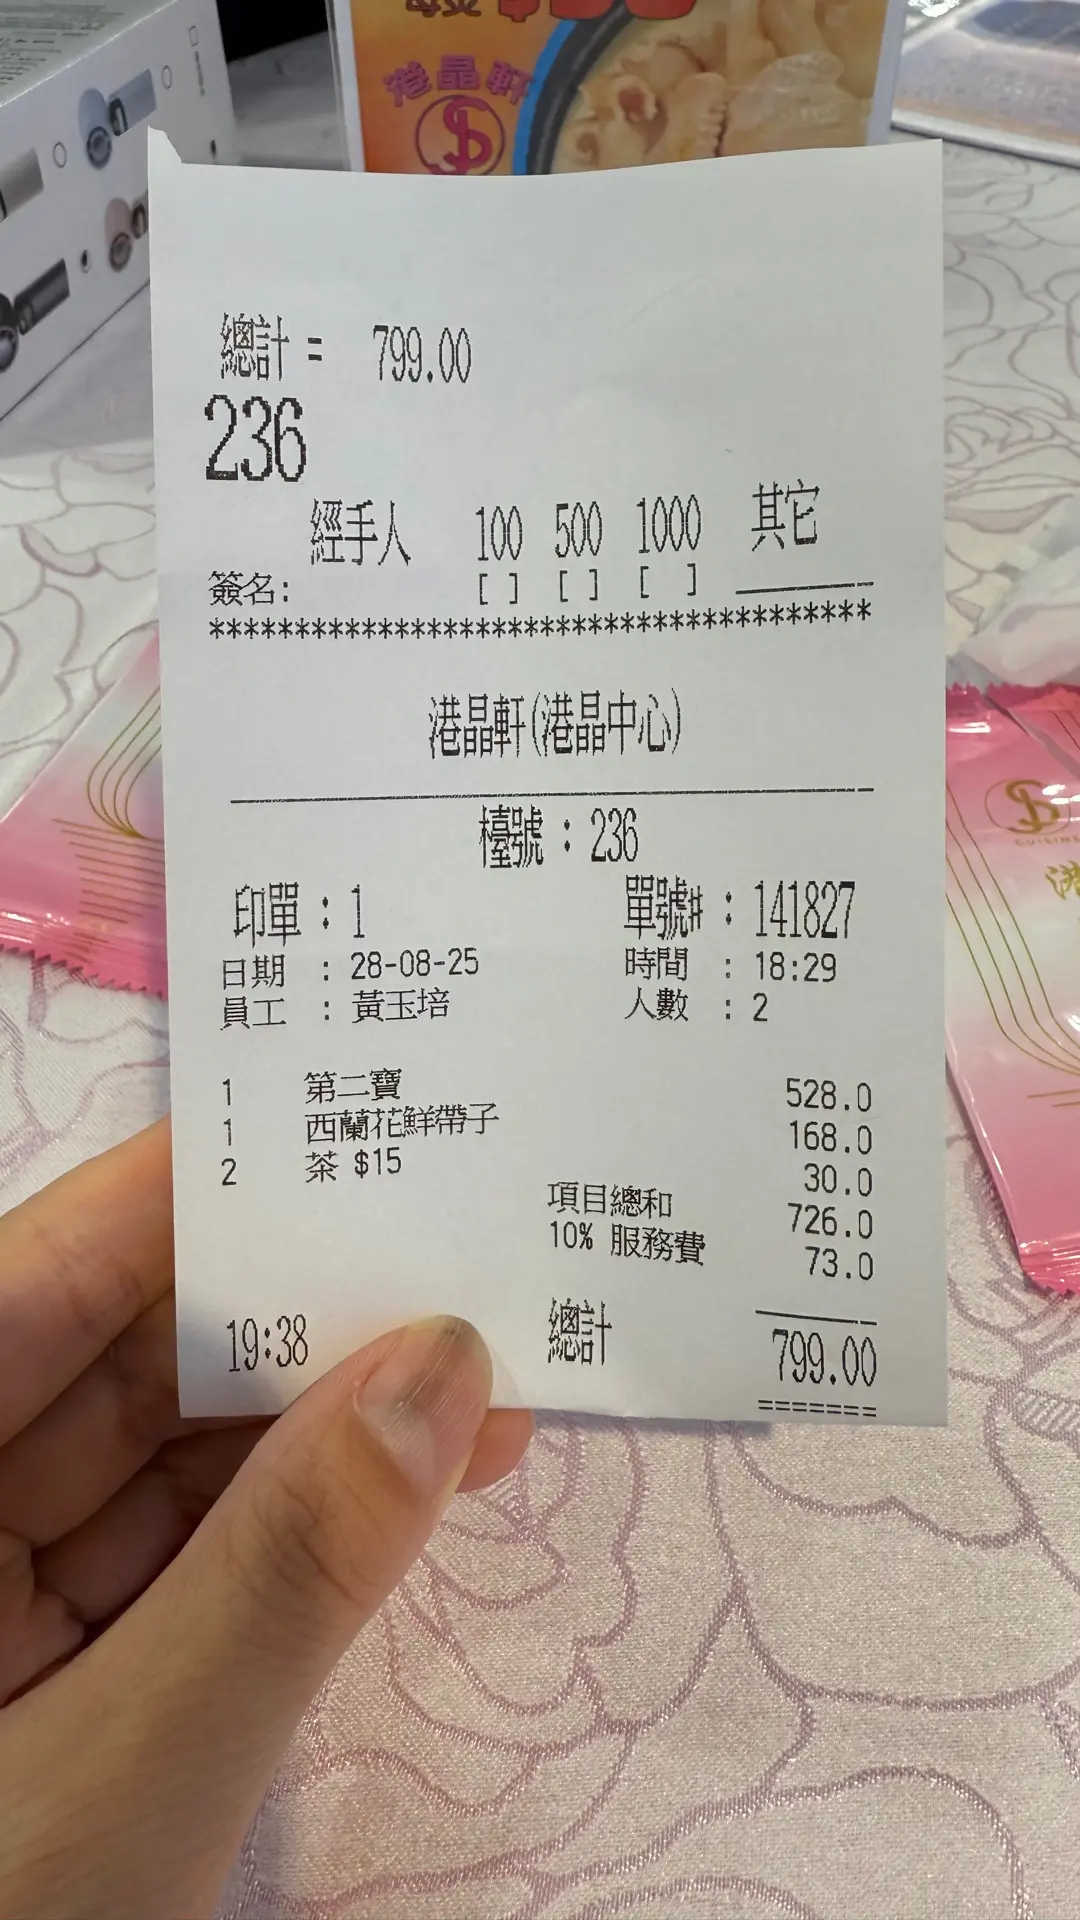 港晶軒
總計 = 799.00
236
經手人 100 500 1000 其它
簽名: [ ] [ ] [ ] ________
***************************************
港晶軒(港晶中心)
檯號 : 236
印單 : 1 單號# : 141827
日期 : 28-08-25 時間 : 18:29
員工 : 黃玉培 人數 : 2
1 第二寶 528.0
1 西蘭花鮮帶子 168.0
2 茶 $15 30.0
項目總和 726.0
10% 服務費 73.0
19:38 總計 799.00
=======
CUISINE
港